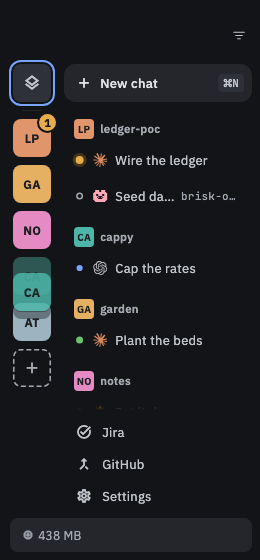 New chat
⌘N
1
LP
GA
NO
CA
AT
LP ledger-poc
Wire the ledger
Seed da... brisk-o...
CA cappy
Cap the rates
GA garden
Plant the beds
NO notes
Jira
GitHub
Settings
438 MB